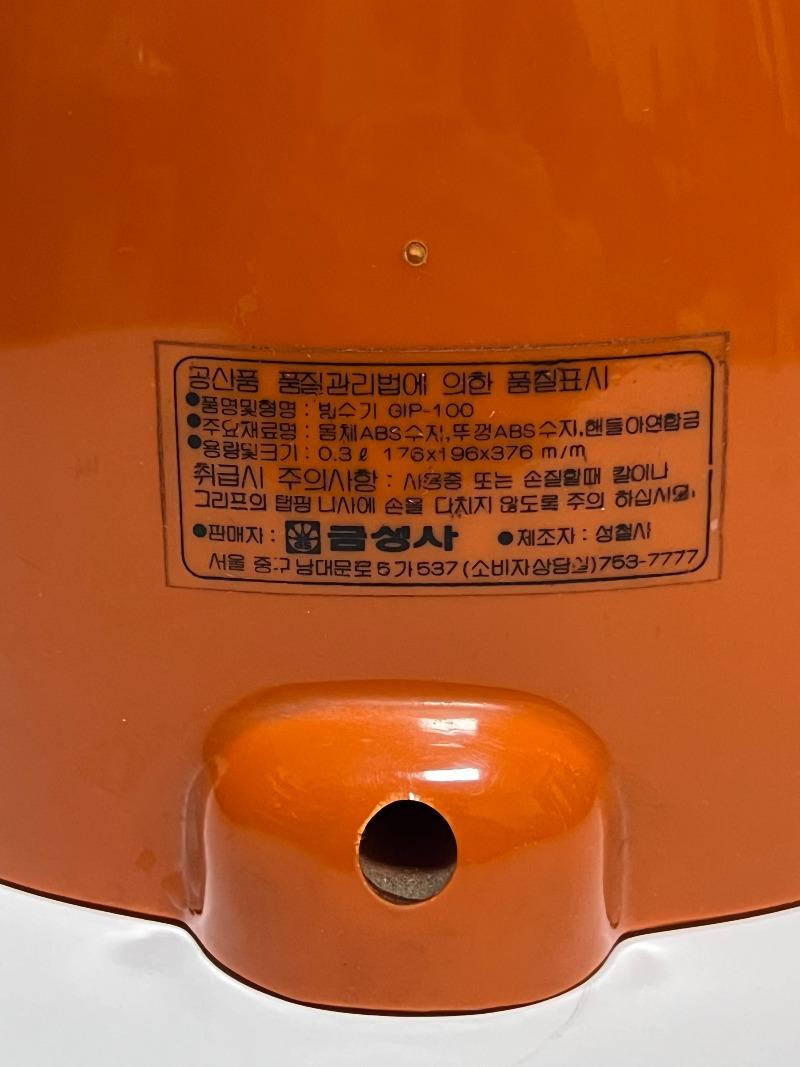 공산품 품질관리법에 의한 품질표시
●품명및형명 : 빙수기 GIP-100
●주요재료명 : 몸체ABS수지,뚜껑ABS수지,핸들아연합금
●용량및크기 : 0.3ℓ 176x196x376 m/m
취급시 주의사항 : 사용중 또는 손질할때 칼이나
그리프의 탭핑 니사에 손을 다치지 않도록 주의 하십시요.
●판매자 : 금성사 ●제조자 : 성철사
서울 중구 남대문로5가537 (소비자상담실)753-7777